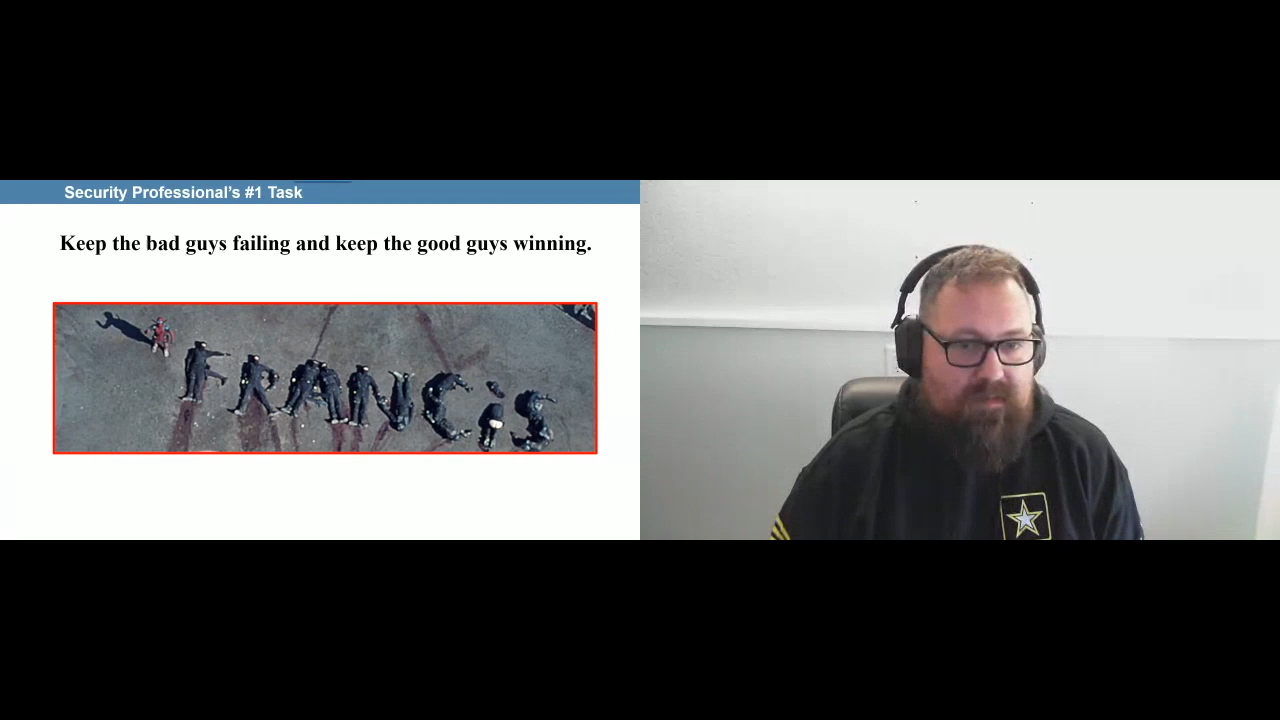 Security Professional's #1 Task
Keep the bad guys failing and keep the good guys winning.
FRANCIS